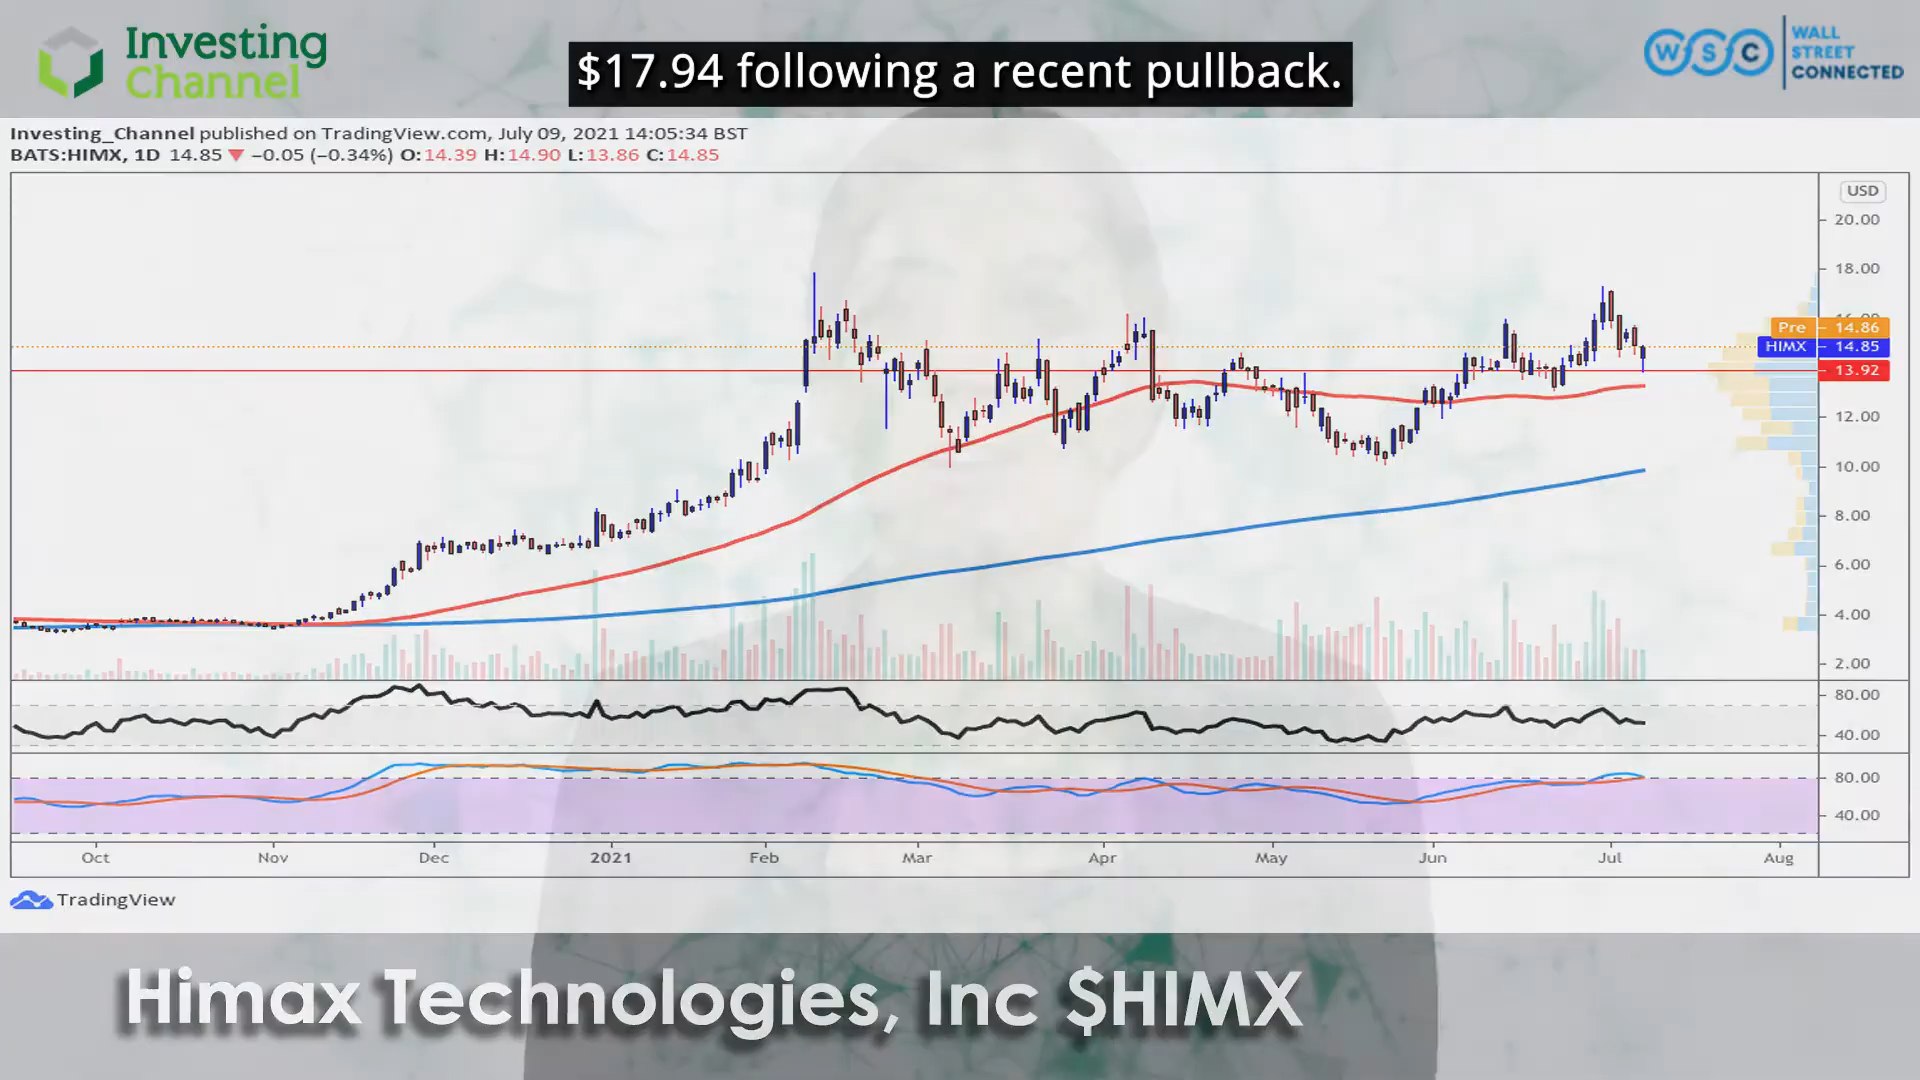 Investing
Channel
$17.94 following a recent pullback.
WSC
WALL
STREET
CONNECTED
Investing_Channel published on TradingView.com, July 09, 2021 14:05:34 BST
BATS:HIMX, 1D 14.85 ▼ −0.05 (−0.34%) O:14.39 H:14.90 L:13.86 C:14.85
USD
20.00
18.00
Pre 14.86
HIMX 14.85
13.92
12.00
10.00
8.00
6.00
4.00
2.00
80.00
40.00
80.00
40.00
Oct Nov Dec 2021 Feb Mar Apr May Jun Jul Aug
TradingView
Himax Technologies, Inc $HIMX